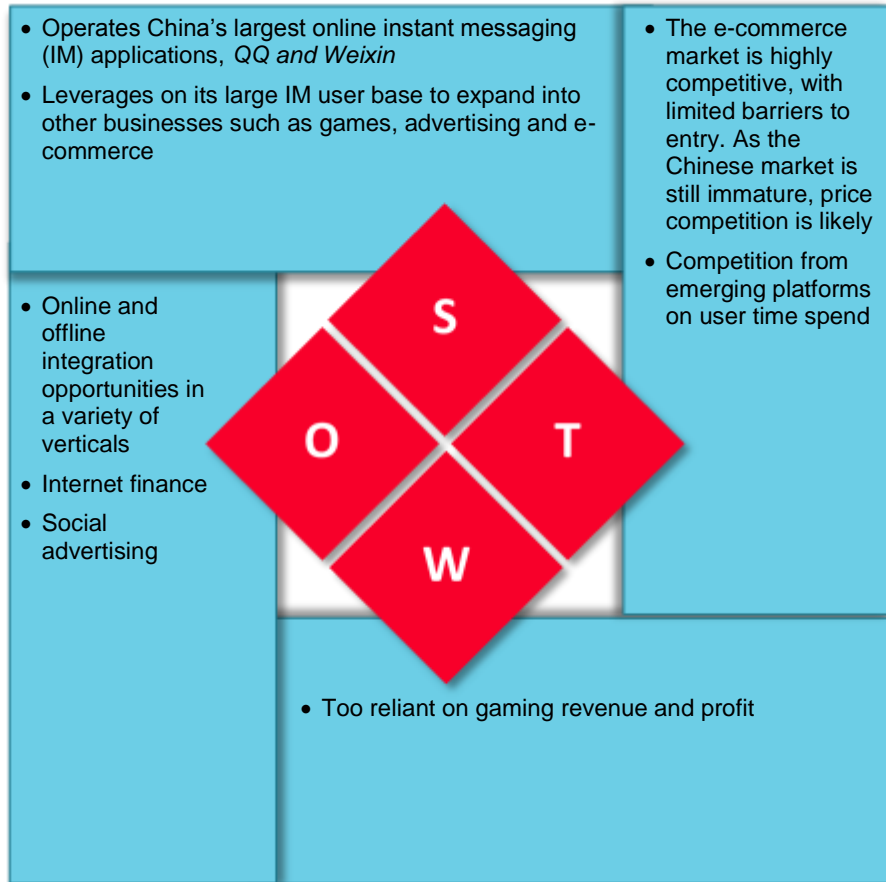 • Operates China's largest online instant messaging
(IM) applications, QQ and Weixin
• Leverages on its large IM user base to expand into
other businesses such as games, advertising and e-
commerce
• The e-commerce
market is highly
competitive, with
limited barriers to
entry. As the
Chinese market is
still immature, price
competition is likely
• Competition from
emerging platforms
on user time spend
• Online and
offline
integration
opportunities in
a variety of
verticals
• Internet finance
• Social
advertising
S
O
T
W
• Too reliant on gaming revenue and profit